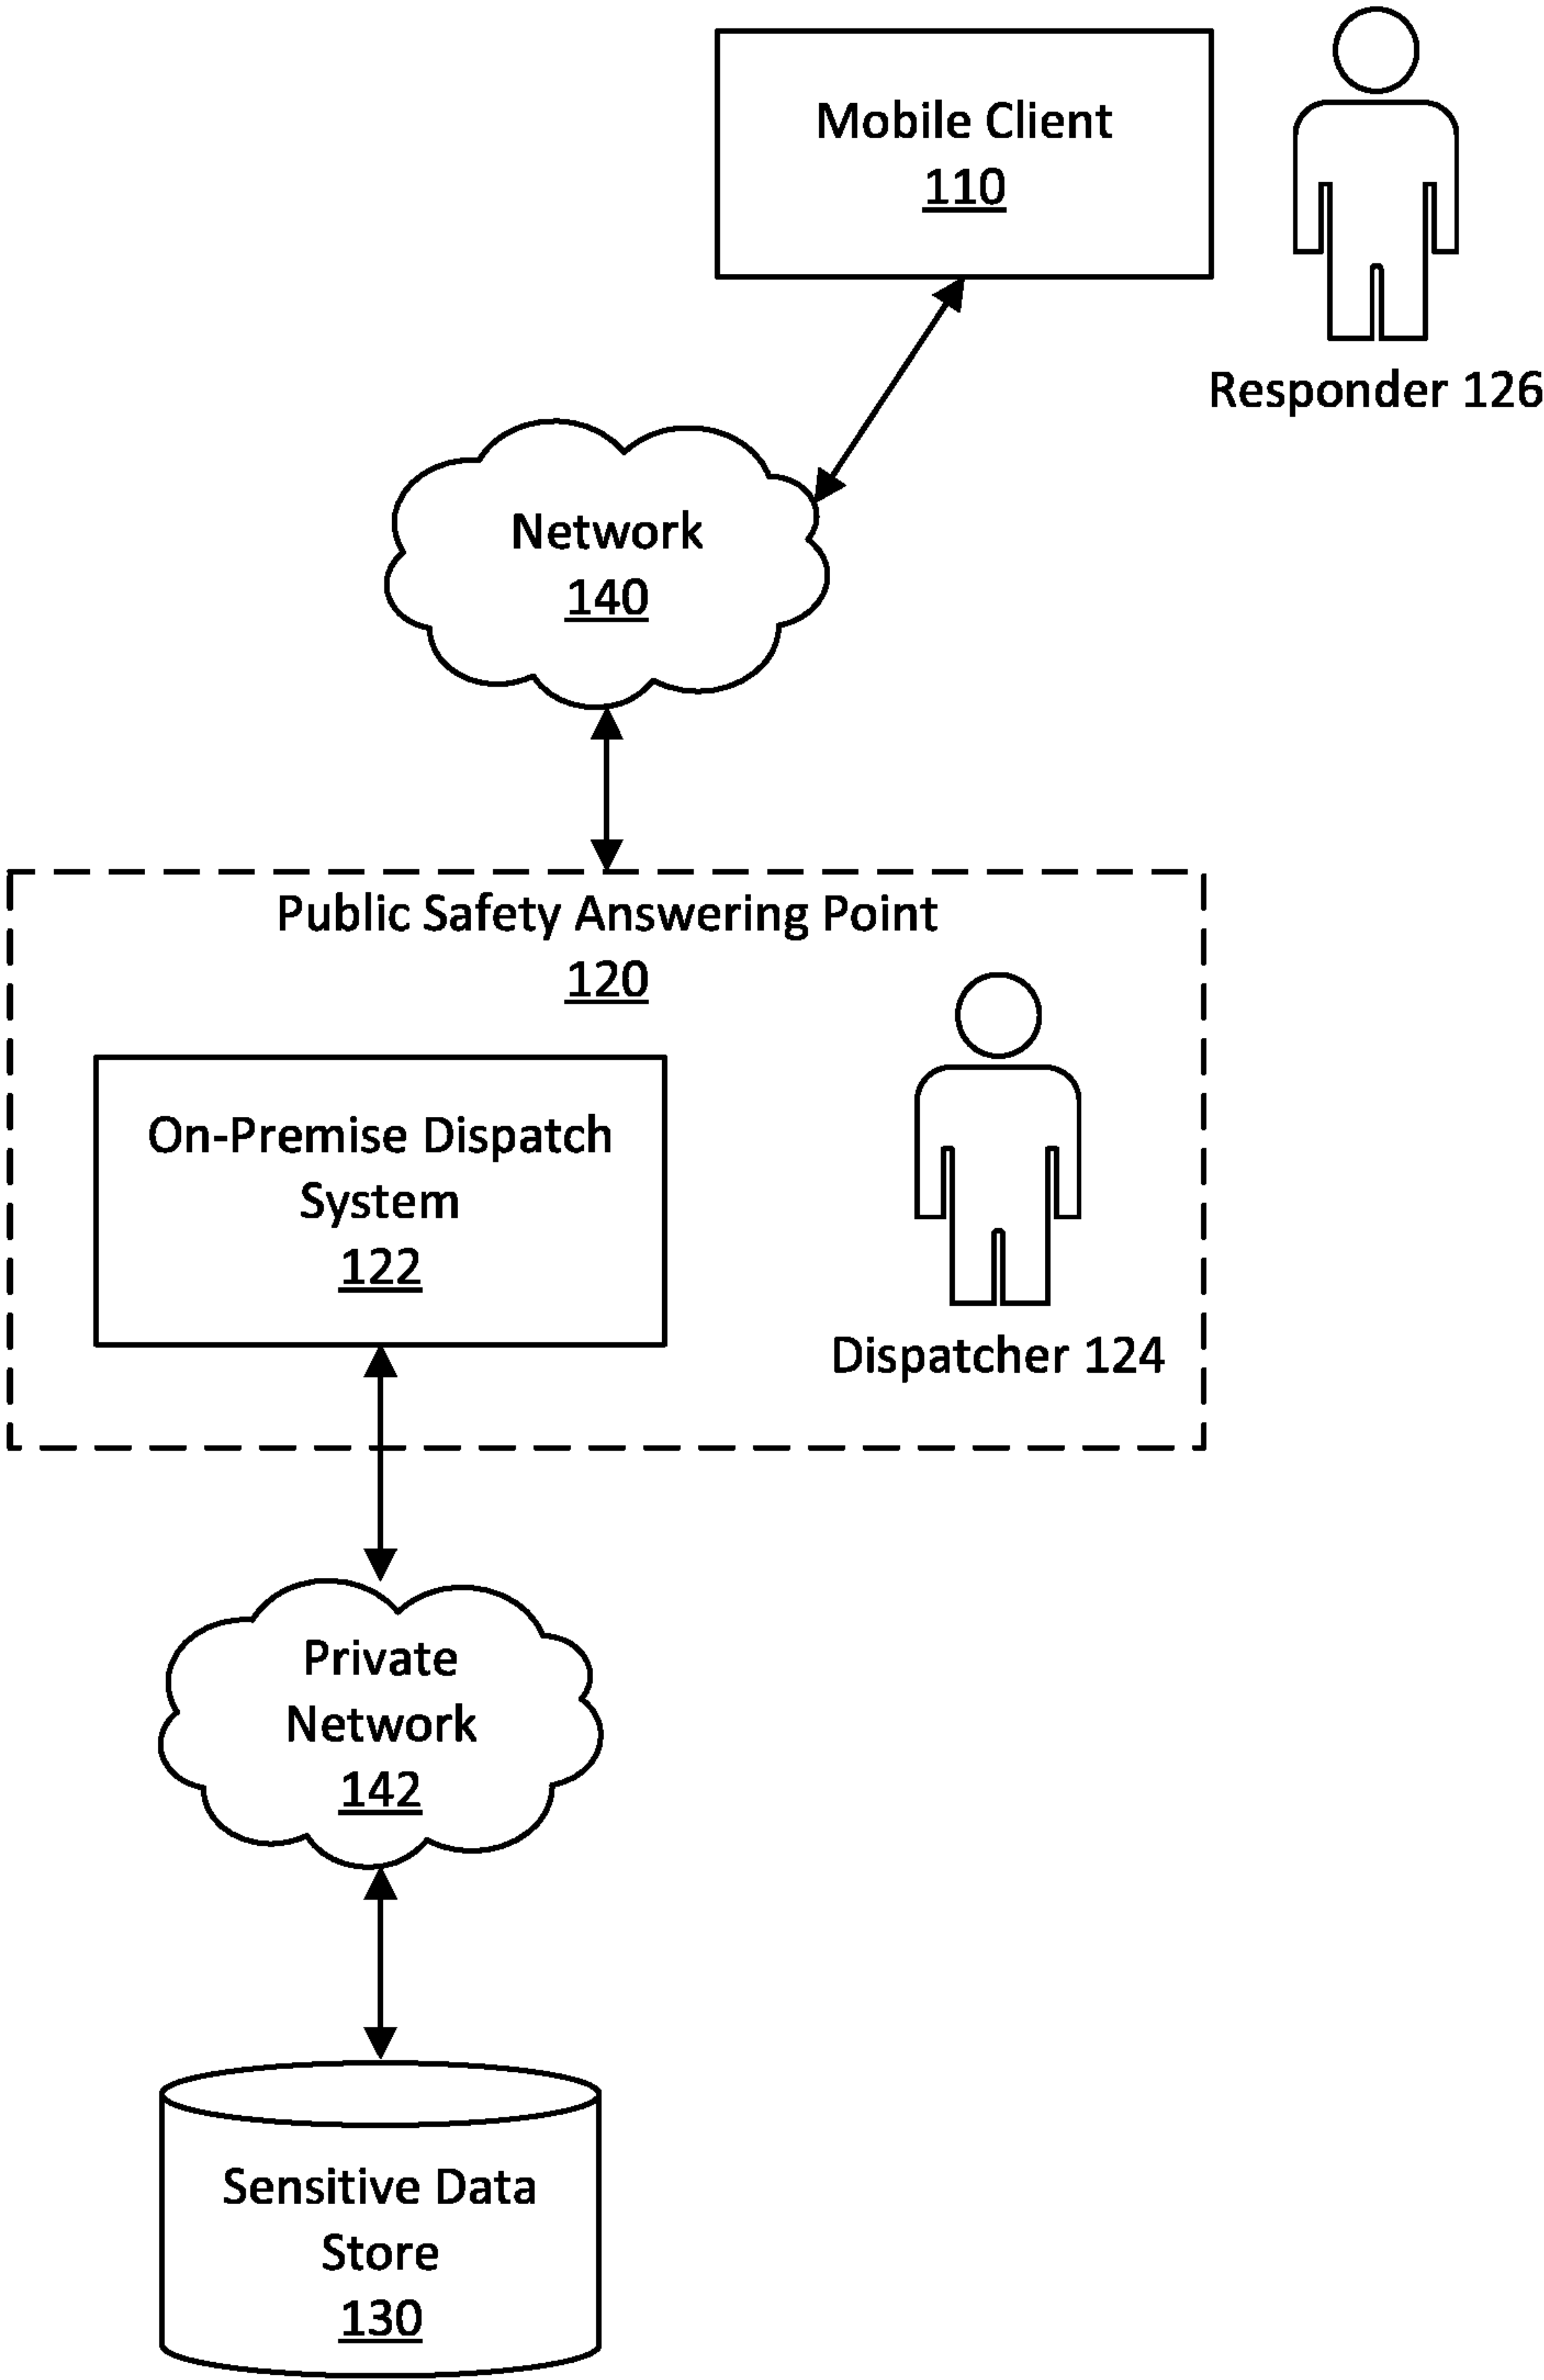 Mobile Client
110
Responder 126
Network
140
Public Safety Answering Point
120
On-Premise Dispatch
System
122
Dispatcher 124
Private
Network
142
Sensitive Data
Store
130